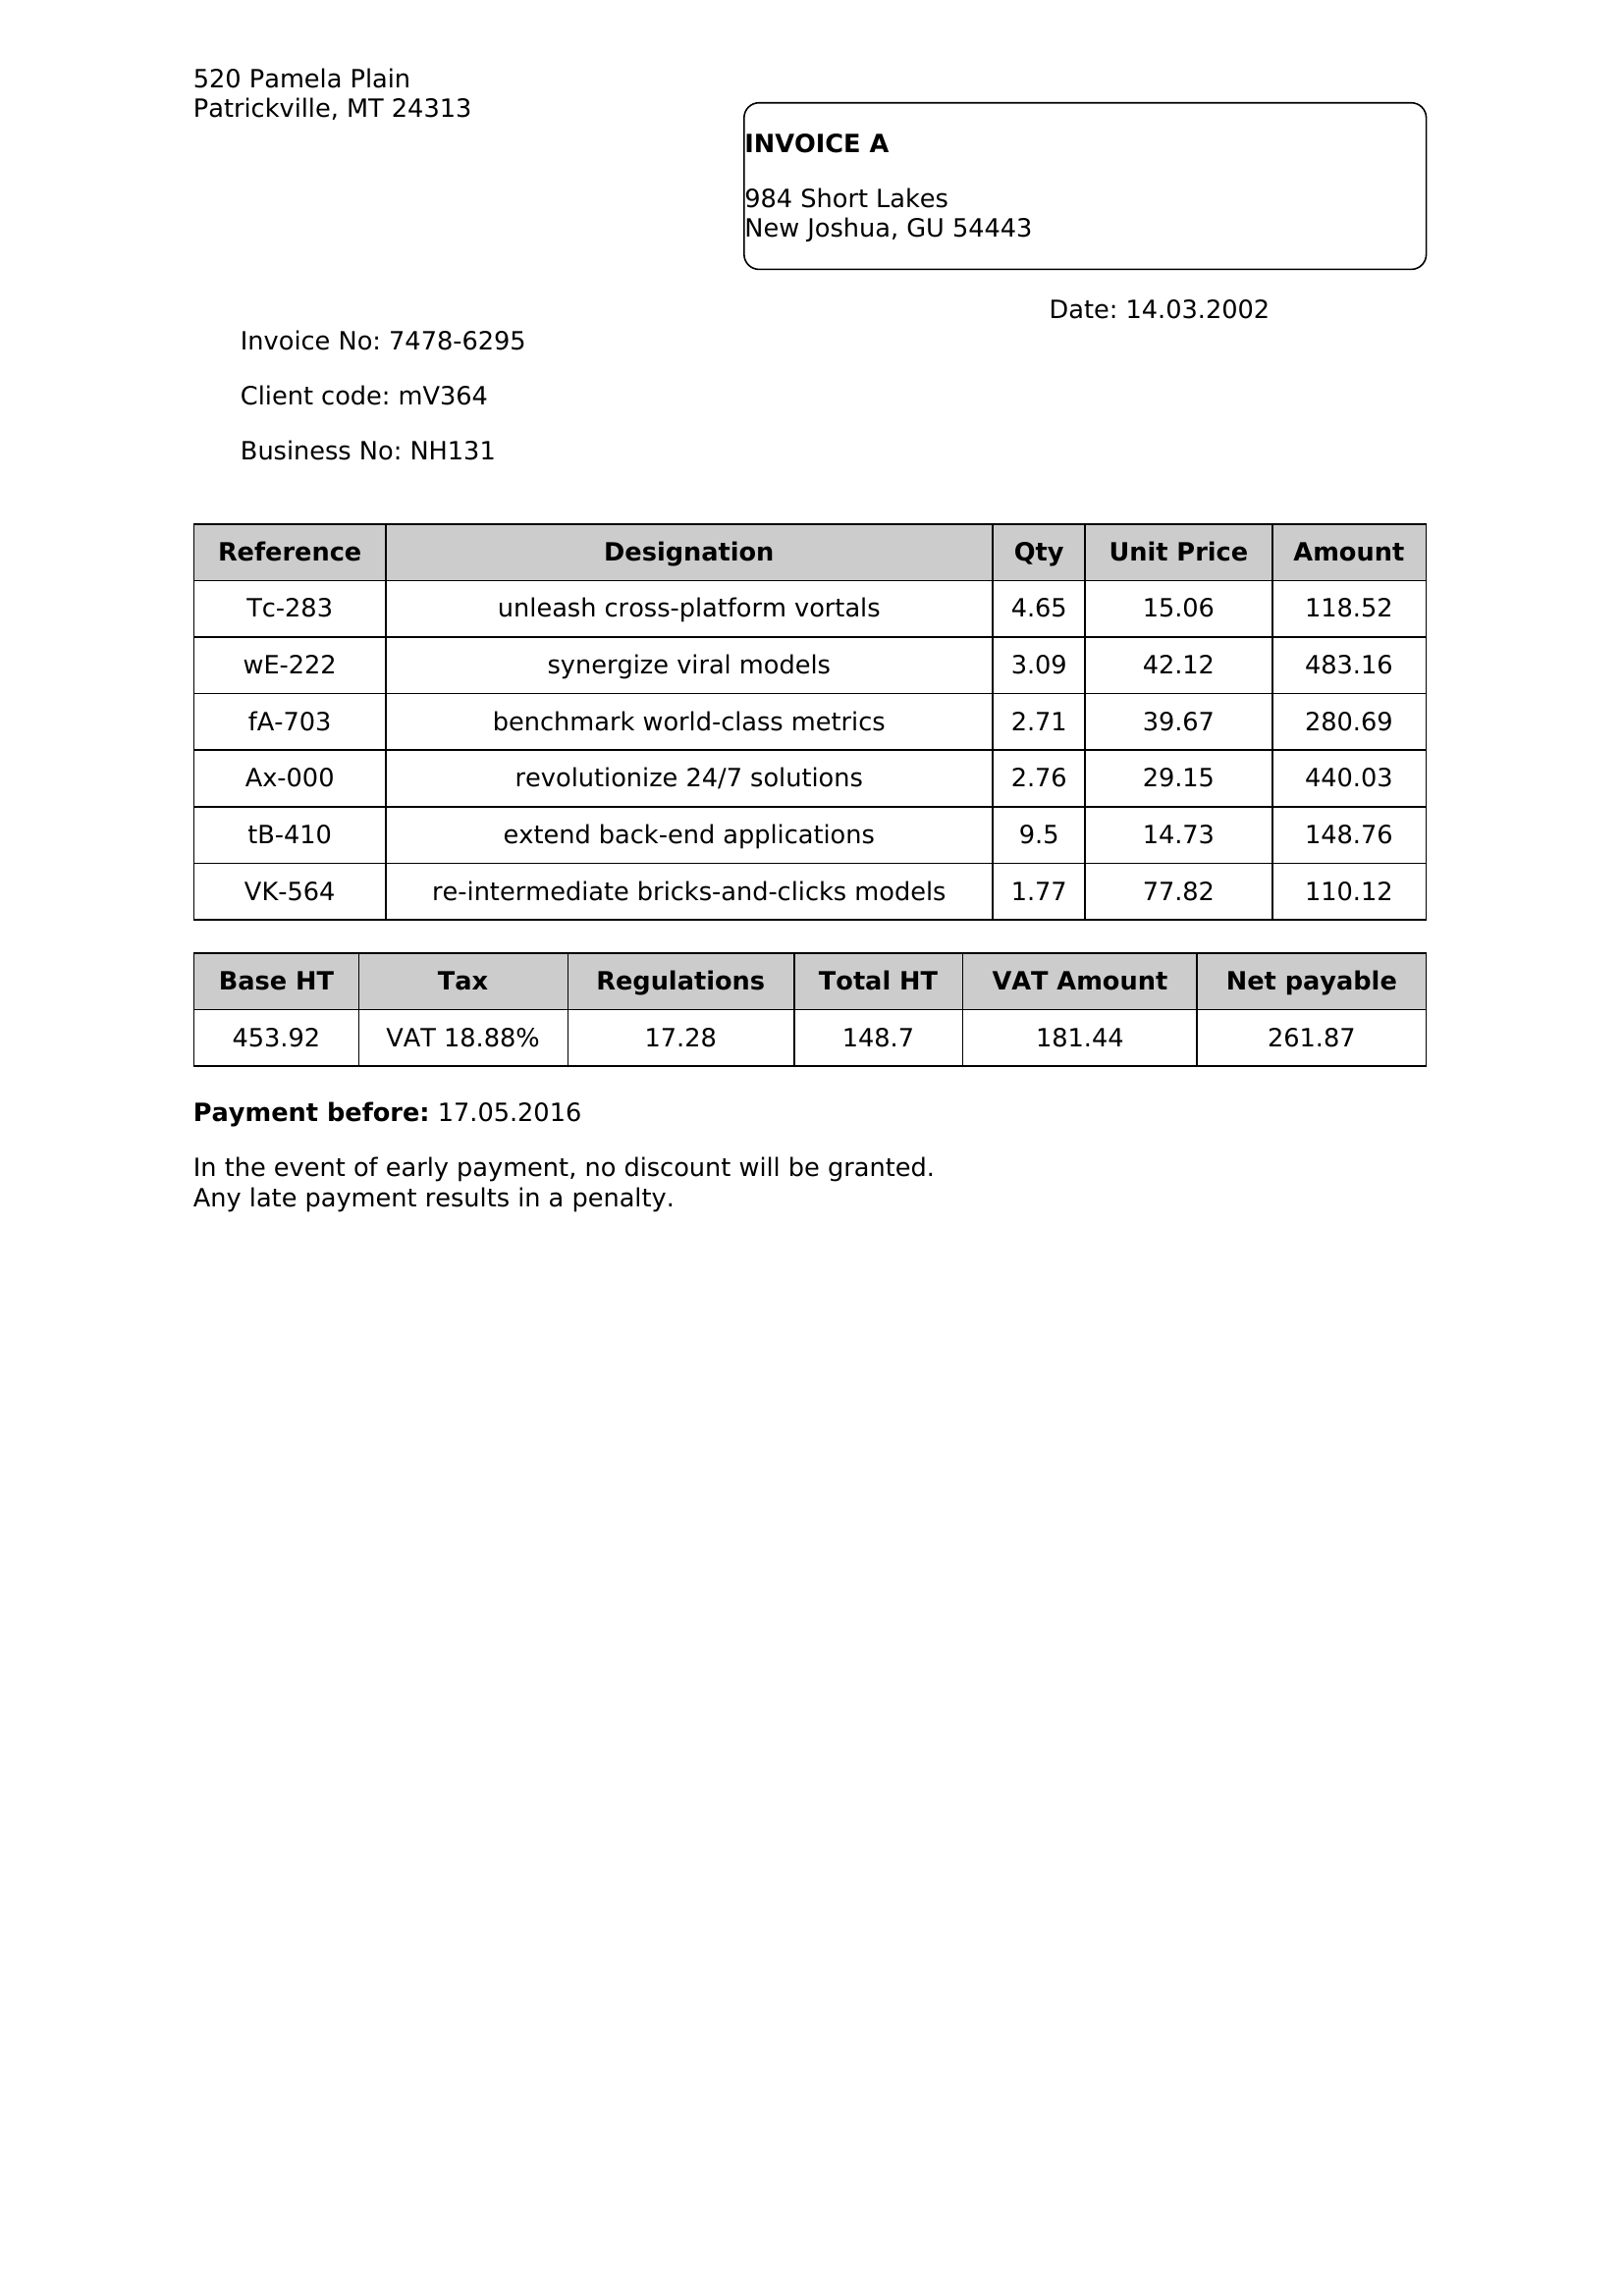 520 Pamela Plain
Patrickville, MT 24313
INVOICE A
984 Short Lakes
New Joshua, GU 54443
Date: 14.03.2002
Invoice No: 7478-6295
Client code: mV364
Business No: NH131
Reference Designation Qty Unit Price Amount
Tc-283 unleash cross-platform vortals 4.65 15.06 118.52
wE-222 synergize viral models 3.09 42.12 483.16
fA-703 benchmark world-class metrics 2.71 39.67 280.69
Ax-000 revolutionize 24/7 solutions 2.76 29.15 440.03
tB-410 extend back-end applications 9.5 14.73 148.76
VK-564 re-intermediate bricks-and-clicks models 1.77 77.82 110.12
Base HT Tax Regulations Total HT VAT Amount Net payable
453.92 VAT 18.88% 17.28 148.7 181.44 261.87
Payment before: 17.05.2016
In the event of early payment, no discount will be granted.
Any late payment results in a penalty.